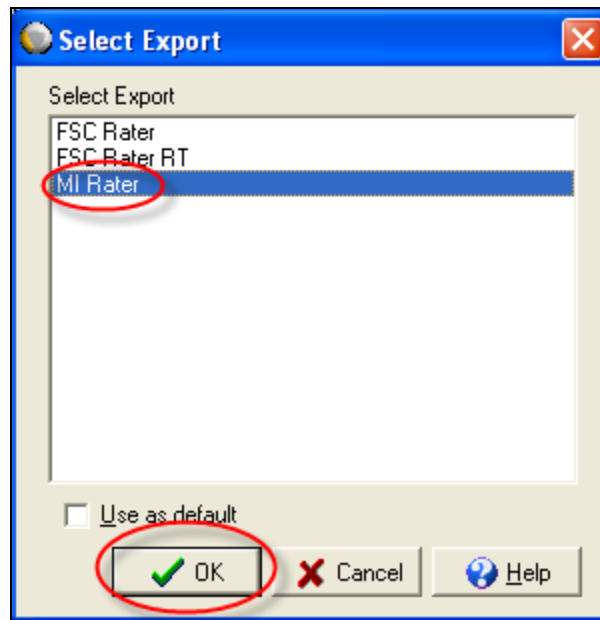 Select Export
Select Export
FSC Rater
FSC Rater RT
MI Rater
Use as default
OK
Cancel
Help